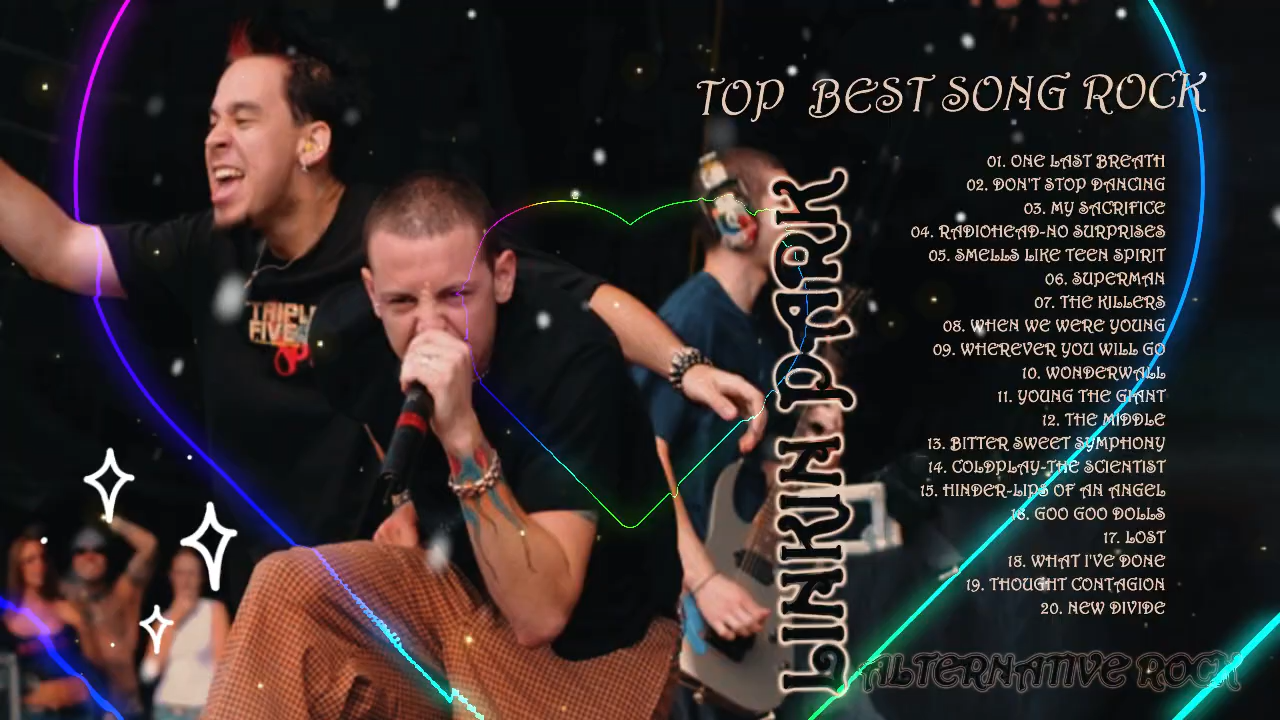 TOP BEST SONG ROCK
01. ONE LAST BREATH
02. DON'T STOP DANCING
03. MY SACRIFICE
04. RADIOHEAD-NO SURPRISES
05. SMELLS LIKE TEEN SPIRIT
06. SUPERMAN
07. THE KILLERS
08. WHEN WE WERE YOUNG
09. WHEREVER YOU WILL GO
10. WONDERWALL
11. YOUNG THE GIANT
12. THE MIDDLE
13. BITTER SWEET SYMPHONY
14. COLDPLAY-THE SCIENTIST
15. HINDER-LIPS OF AN ANGEL
16. GOO GOO DOLLS
17. LOST
18. WHAT I'VE DONE
19. THOUGHT CONTAGION
20. NEW DIVIDE
LINKIN PARK
ALTERNATIVE ROCK
TRIPLE
FIVE